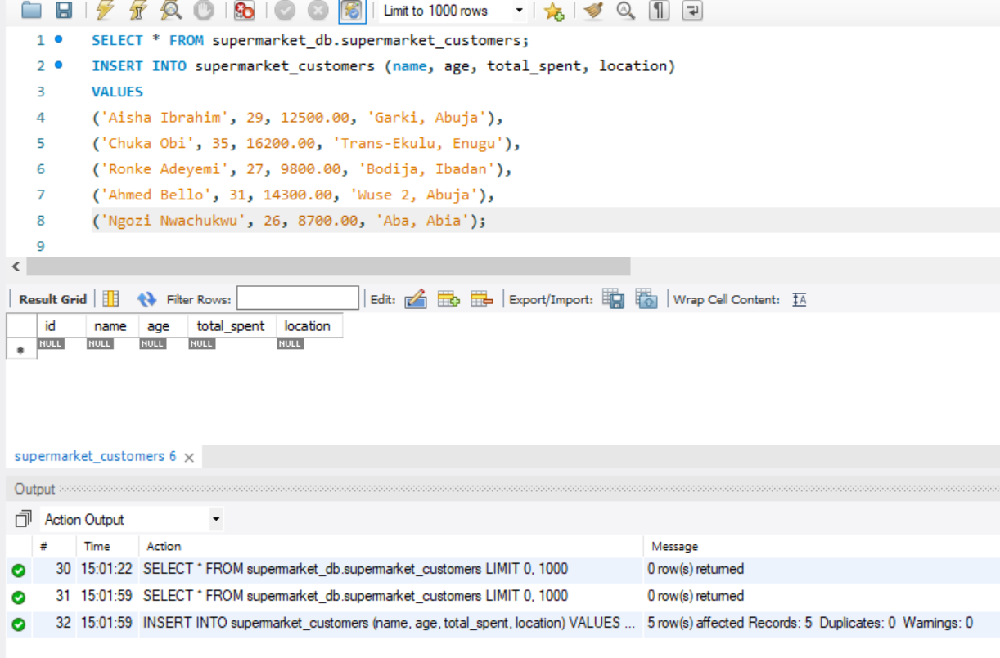 Limit to 1000 rows
1 SELECT * FROM supermarket_db.supermarket_customers;
2 INSERT INTO supermarket_customers (name, age, total_spent, location)
3 VALUES
4 ('Aisha Ibrahim', 29, 12500.00, 'Garki, Abuja'),
5 ('Chuka Obi', 35, 16200.00, 'Trans-Ekulu, Enugu'),
6 ('Ronke Adeyemi', 27, 9800.00, 'Bodija, Ibadan'),
7 ('Ahmed Bello', 31, 14300.00, 'Wuse 2, Abuja'),
8 ('Ngozi Nwachukwu', 26, 8700.00, 'Aba, Abia');
9
Result Grid Filter Rows: Edit: Export/Import: Wrap Cell Content:
id name age total_spent location
NULL NULL NULL NULL NULL
supermarket_customers 6
Output
Action Output
# Time Action Message
30 15:01:22 SELECT * FROM supermarket_db.supermarket_customers LIMIT 0, 1000 0 row(s) returned
31 15:01:59 SELECT * FROM supermarket_db.supermarket_customers LIMIT 0, 1000 0 row(s) returned
32 15:01:59 INSERT INTO supermarket_customers (name, age, total_spent, location) VALUES ... 5 row(s) affected Records: 5 Duplicates: 0 Warnings: 0